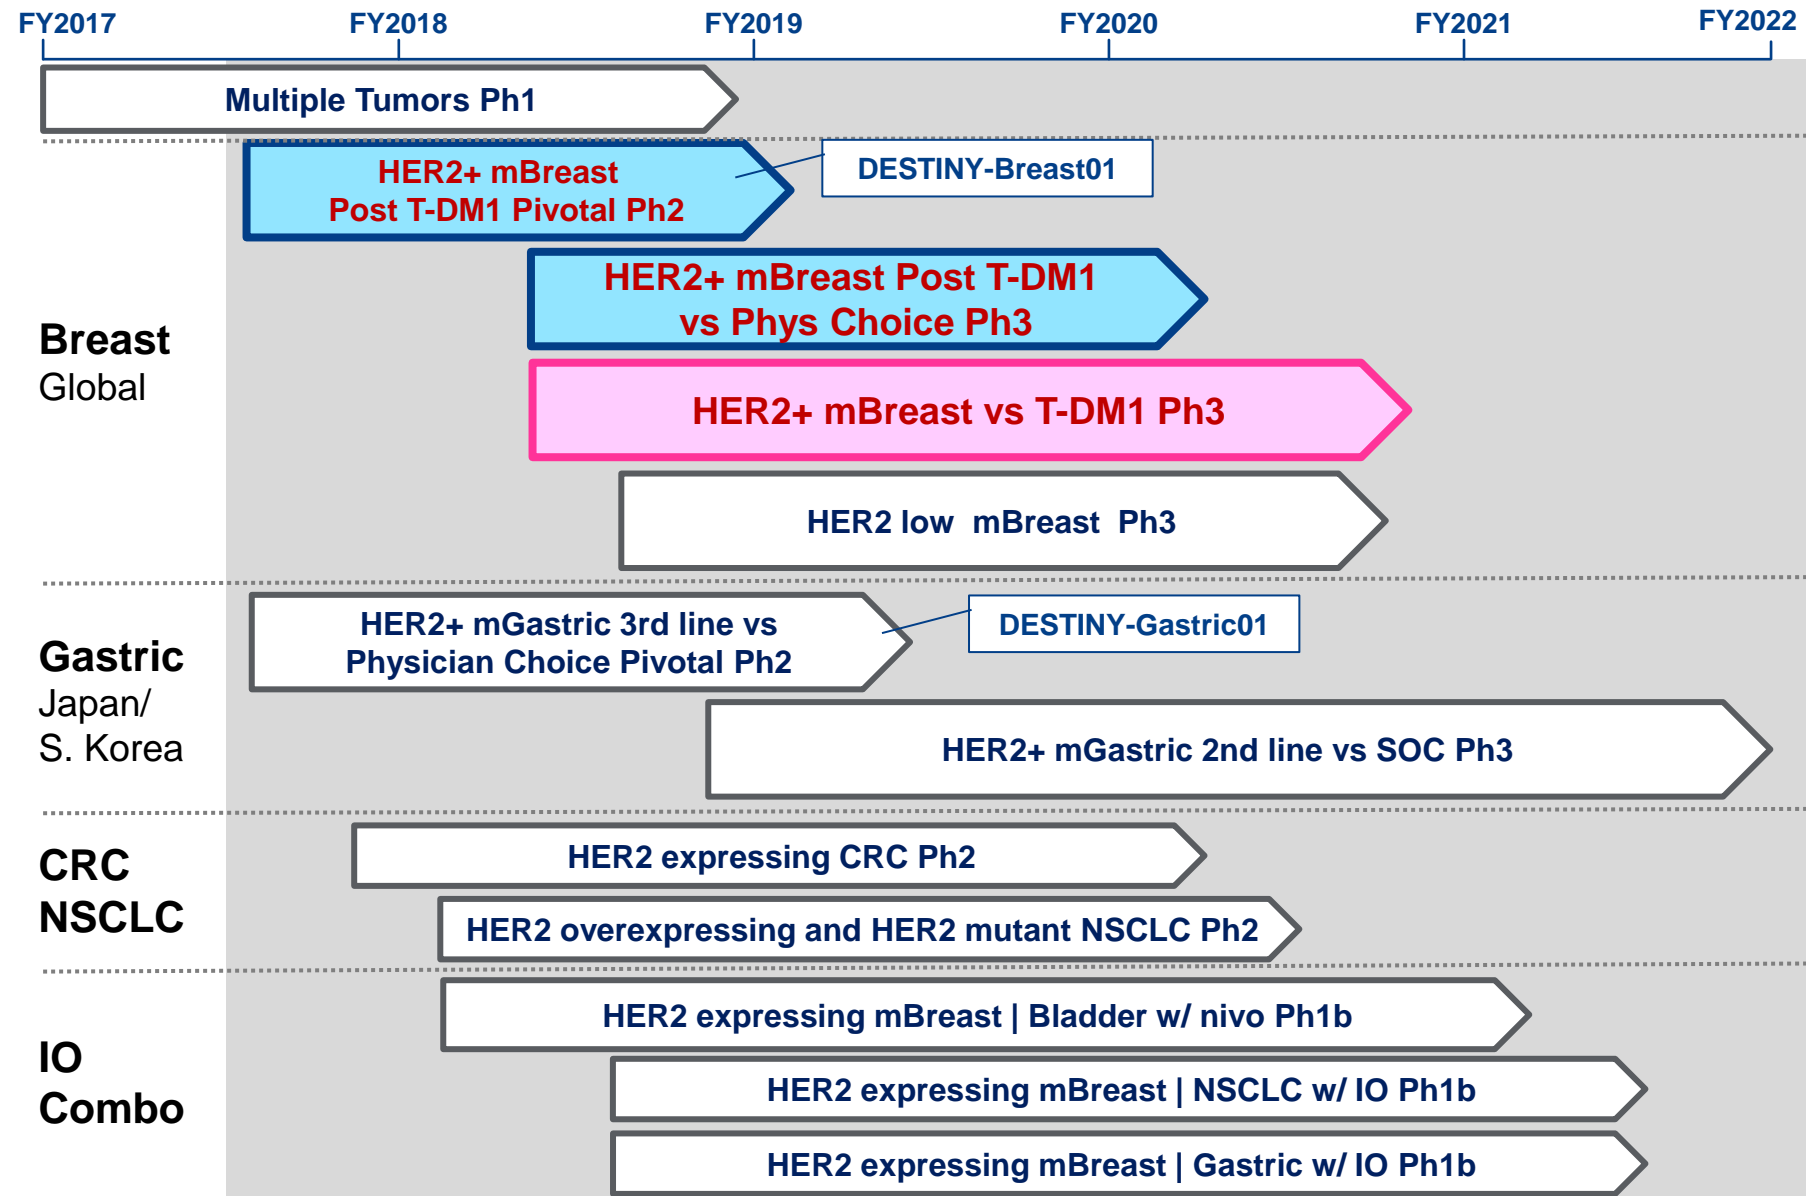 FY2017 FY2018 FY2019 FY2020 FY2021 FY2022
Multiple Tumors Ph1
Breast
Global
HER2+ mBreast
Post T-DM1 Pivotal Ph2
DESTINY-Breast01
HER2+ mBreast Post T-DM1
vs Phys Choice Ph3
HER2+ mBreast vs T-DM1 Ph3
HER2 low mBreast Ph3
Gastric
Japan/
S. Korea
HER2+ mGastric 3rd line vs
Physician Choice Pivotal Ph2
DESTINY-Gastric01
HER2+ mGastric 2nd line vs SOC Ph3
CRC
NSCLC
HER2 expressing CRC Ph2
HER2 overexpressing and HER2 mutant NSCLC Ph2
IO
Combo
HER2 expressing mBreast | Bladder w/ nivo Ph1b
HER2 expressing mBreast | NSCLC w/ IO Ph1b
HER2 expressing mBreast | Gastric w/ IO Ph1b